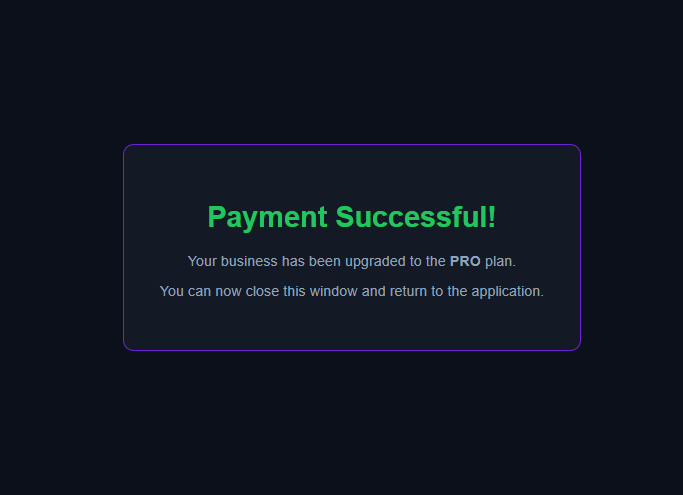 Payment Successful!
Your business has been upgraded to the PRO plan.
You can now close this window and return to the application.